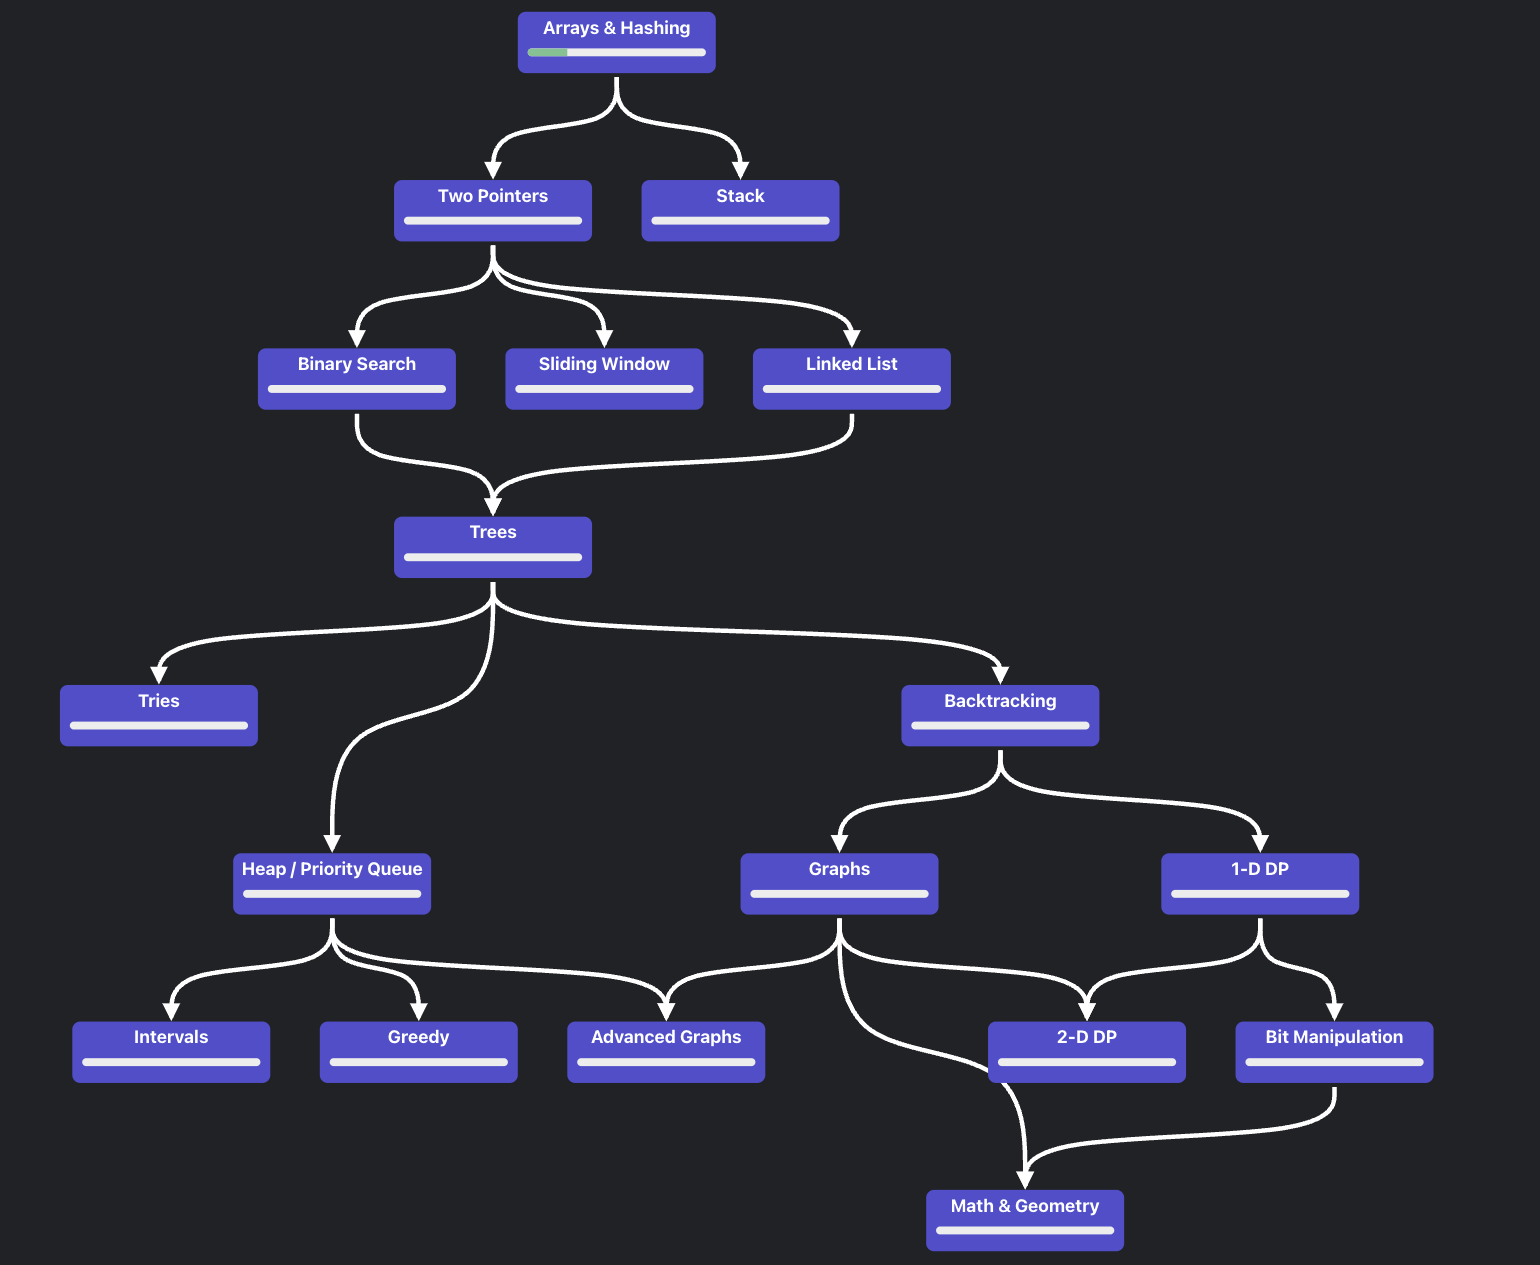 Arrays & Hashing
Two Pointers
Stack
Binary Search
Sliding Window
Linked List
Trees
Tries
Backtracking
Heap / Priority Queue
Graphs
1-D DP
Intervals
Greedy
Advanced Graphs
2-D DP
Bit Manipulation
Math & Geometry